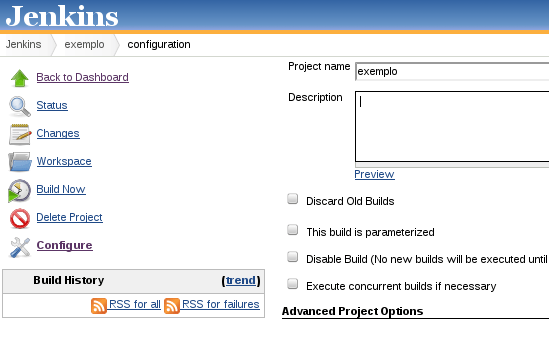 Jenkins
Jenkins exemplo configuration
Back to Dashboard
Status
Changes
Workspace
Build Now
Delete Project
Configure
Build History (trend)
RSS for all RSS for failures
Project name exemplo
Description
Preview
Discard Old Builds
This build is parameterized
Disable Build (No new builds will be executed until
Execute concurrent builds if necessary
Advanced Project Options